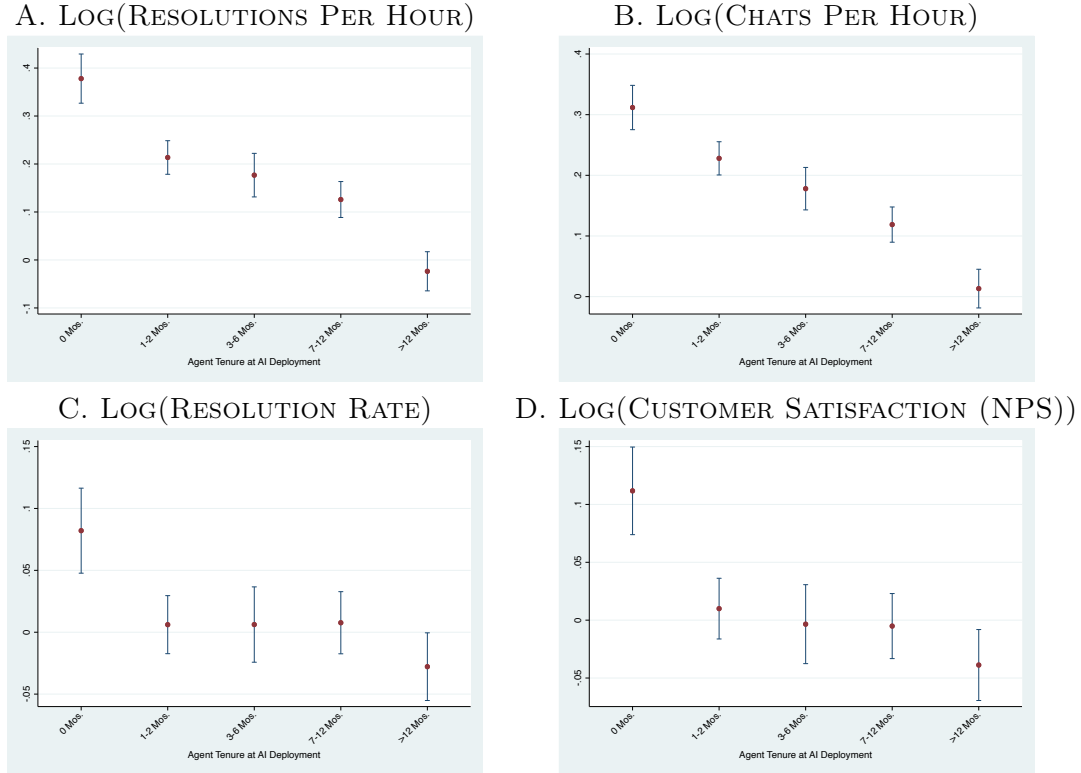 A. Log(Resolutions Per Hour)
.4
.3
.2
.1
0
-.1
0 Mos.
1-2 Mos.
3-6 Mos.
7-12 Mos.
>12 Mos.
Agent Tenure at AI Deployment
B. Log(Chats Per Hour)
.4
.3
.2
.1
0
0 Mos.
1-2 Mos.
3-6 Mos.
7-12 Mos.
>12 Mos.
Agent Tenure at AI Deployment
C. Log(Resolution Rate)
.15
.1
.05
0
-.05
0 Mos.
1-2 Mos.
3-6 Mos.
7-12 Mos.
>12 Mos.
Agent Tenure at AI Deployment
D. Log(Customer Satisfaction (NPS))
.15
.1
.05
0
-.05
0 Mos.
1-2 Mos.
3-6 Mos.
7-12 Mos.
>12 Mos.
Agent Tenure at AI Deployment